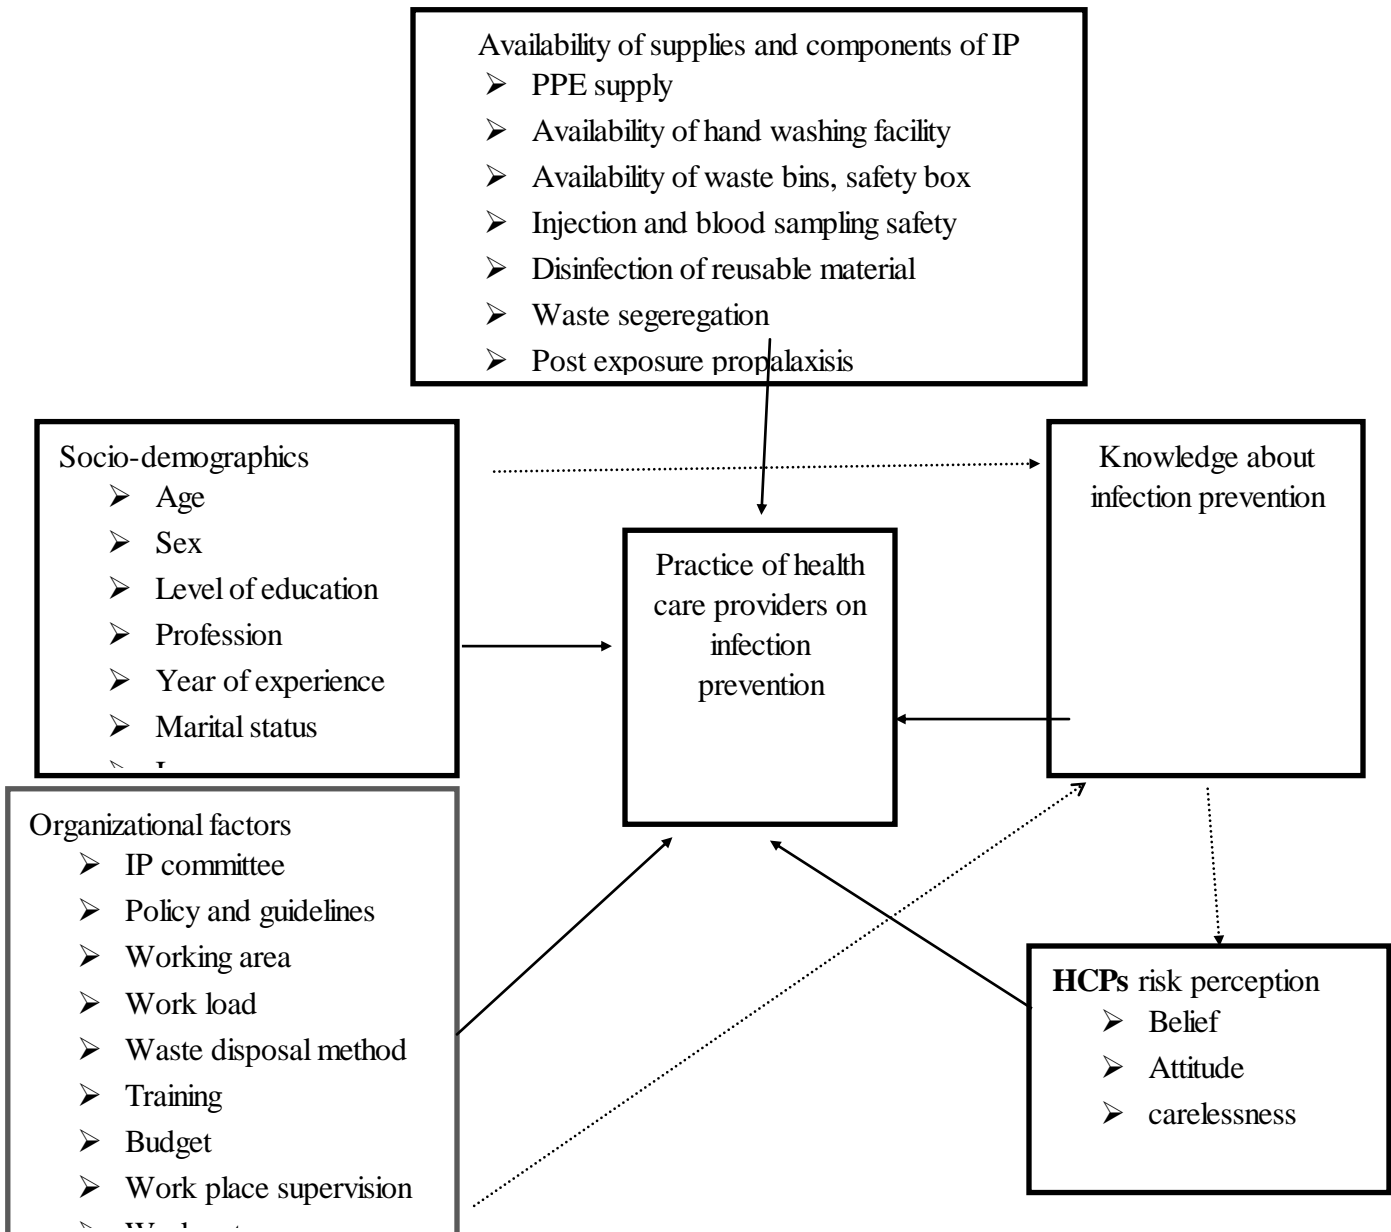 Availability of supplies and components of IP
➢ PPE supply
➢ Availability of hand washing facility
➢ Availability of waste bins, safety box
➢ Injection and blood sampling safety
➢ Disinfection of reusable material
➢ Waste segeregation
➢ Post exposure propalaxisis
Socio-demographics
➢ Age
➢ Sex
➢ Level of education
➢ Profession
➢ Year of experience
➢ Marital status
Knowledge about
infection prevention
Practice of health
care providers on
infection
prevention
Organizational factors
➢ IP committee
➢ Policy and guidelines
➢ Working area
➢ Work load
➢ Waste disposal method
➢ Training
➢ Budget
➢ Work place supervision
HCPs risk perception
➢ Belief
➢ Attitude
➢ carelessness